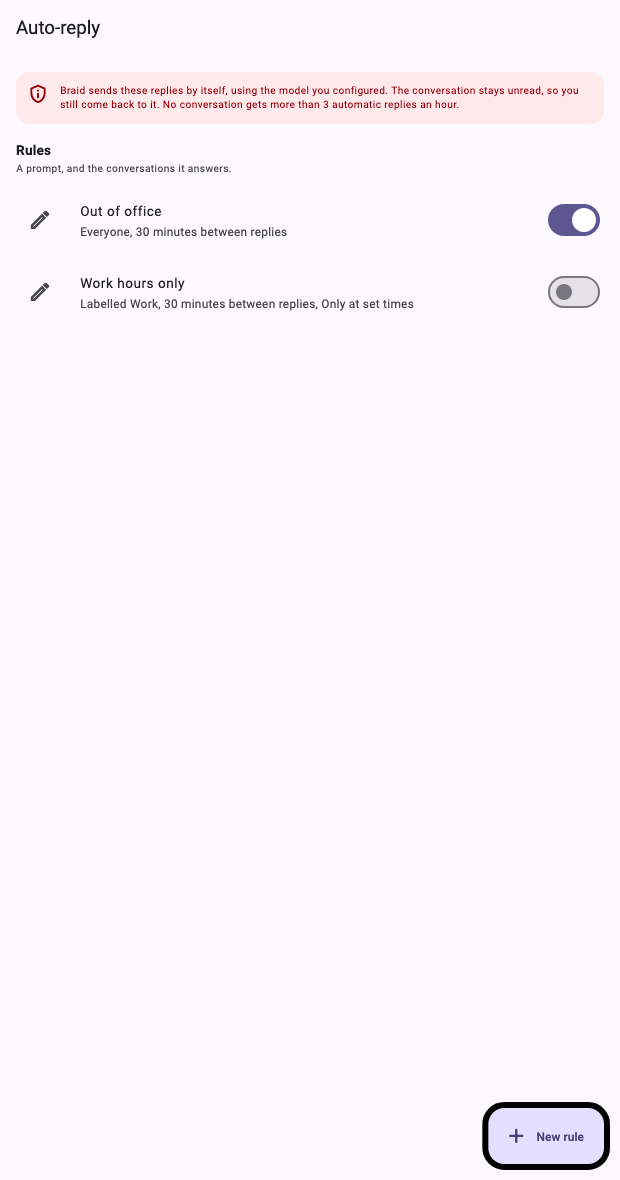 Auto-reply
Braid sends these replies by itself, using the model you configured. The conversation stays unread, so you
still come back to it. No conversation gets more than 3 automatic replies an hour.
Rules
A prompt, and the conversations it answers.
Out of office
Everyone, 30 minutes between replies
Work hours only
Labelled Work, 30 minutes between replies, Only at set times
New rule